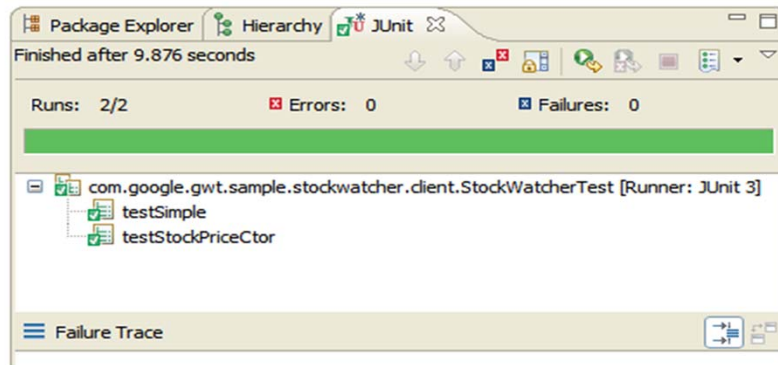 Package Explorer Hierarchy JUnit
Finished after 9.876 seconds
Runs: 2/2 Errors: 0 Failures: 0
com.google.gwt.sample.stockwatcher.client.StockWatcherTest [Runner: JUnit 3]
testSimple
testStockPriceCtor
Failure Trace